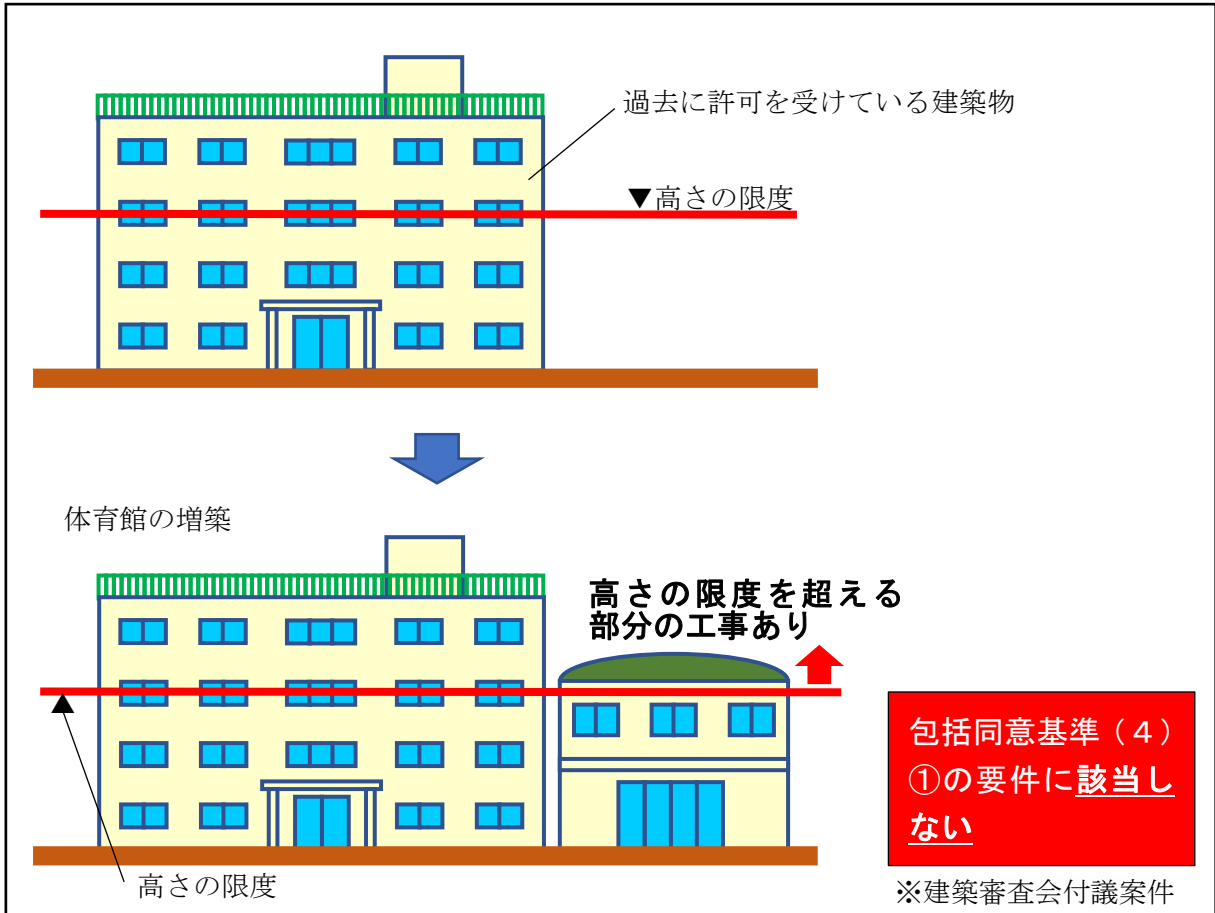 過去に許可を受けている建築物
▼高さの限度
体育館の増築
高さの限度を超える
部分の工事あり
包括同意基準（４）
①の要件に該当し
ない
高さの限度
※建築審査会付議案件